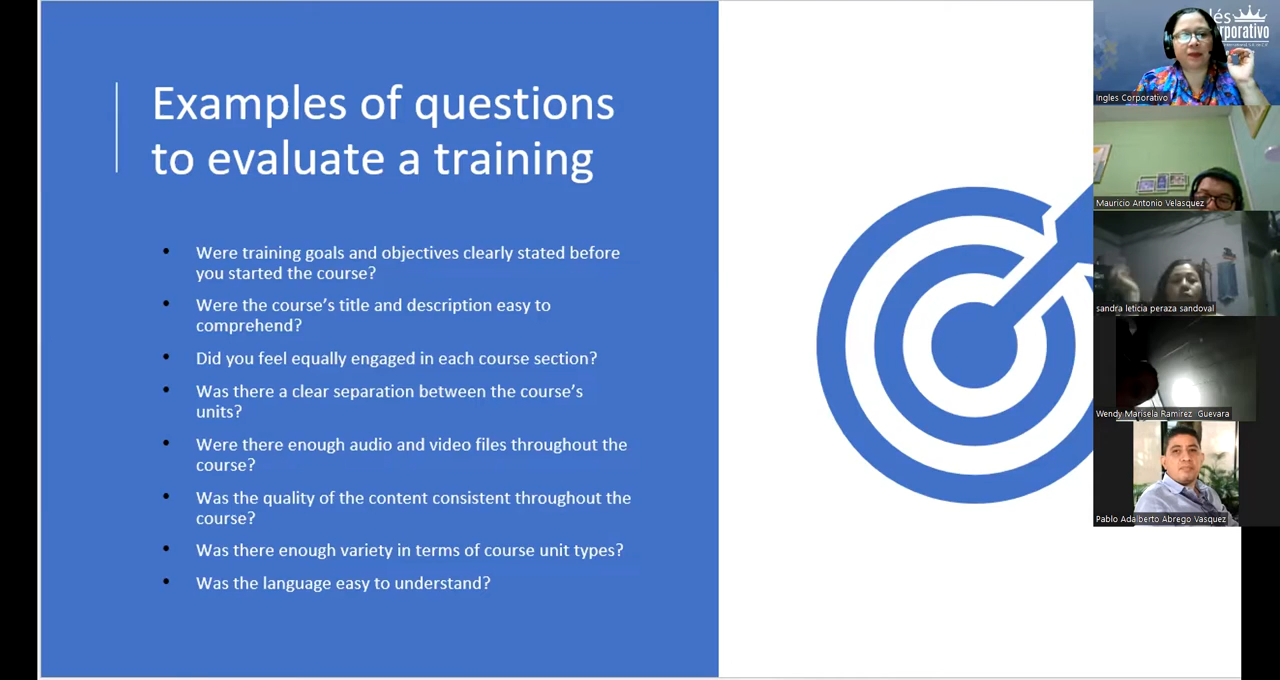 Examples of questions
to evaluate a training
Were training goals and objectives clearly stated before
you started the course?
Were the course's title and description easy to
comprehend?
Did you feel equally engaged in each course section?
Was there a clear separation between the course's
units?
Were there enough audio and video files throughout the
course?
Was the quality of the content consistent throughout the
course?
Was there enough variety in terms of course unit types?
Was the language easy to understand?
Ingles Corporativo
Mauricio Antonio Velasquez
sandra leticia peraza sandoval
Wendy Marisela Ramirez Guevara
Pablo Adalberto Abrego Vasquez